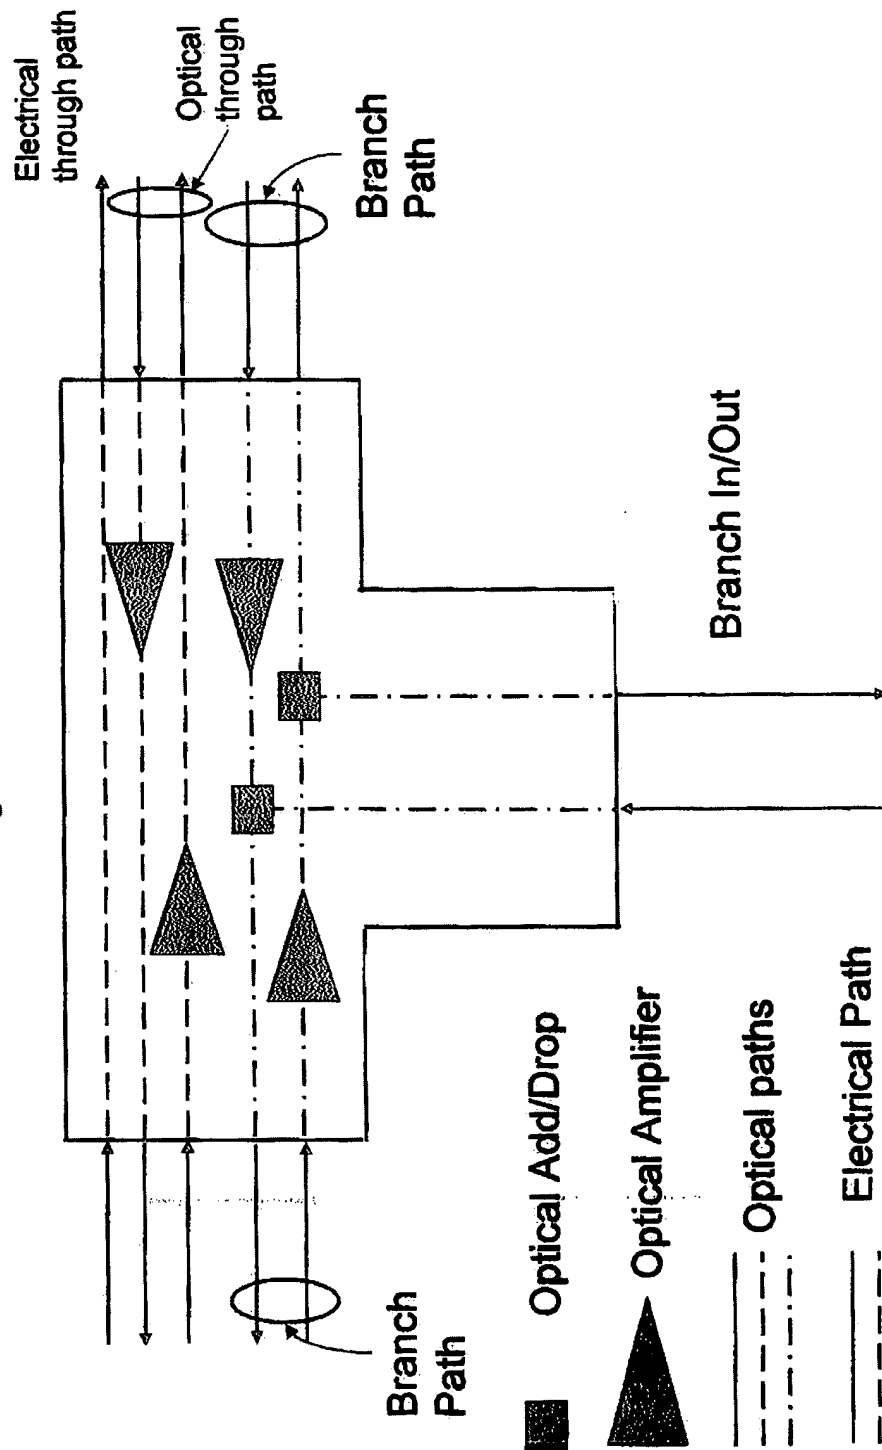 Electrical
through path
Optical
through
path
Branch
Path
Branch In/Out
Branch
Path
Optical Add/Drop
Optical Amplifier
Optical paths
Electrical Path